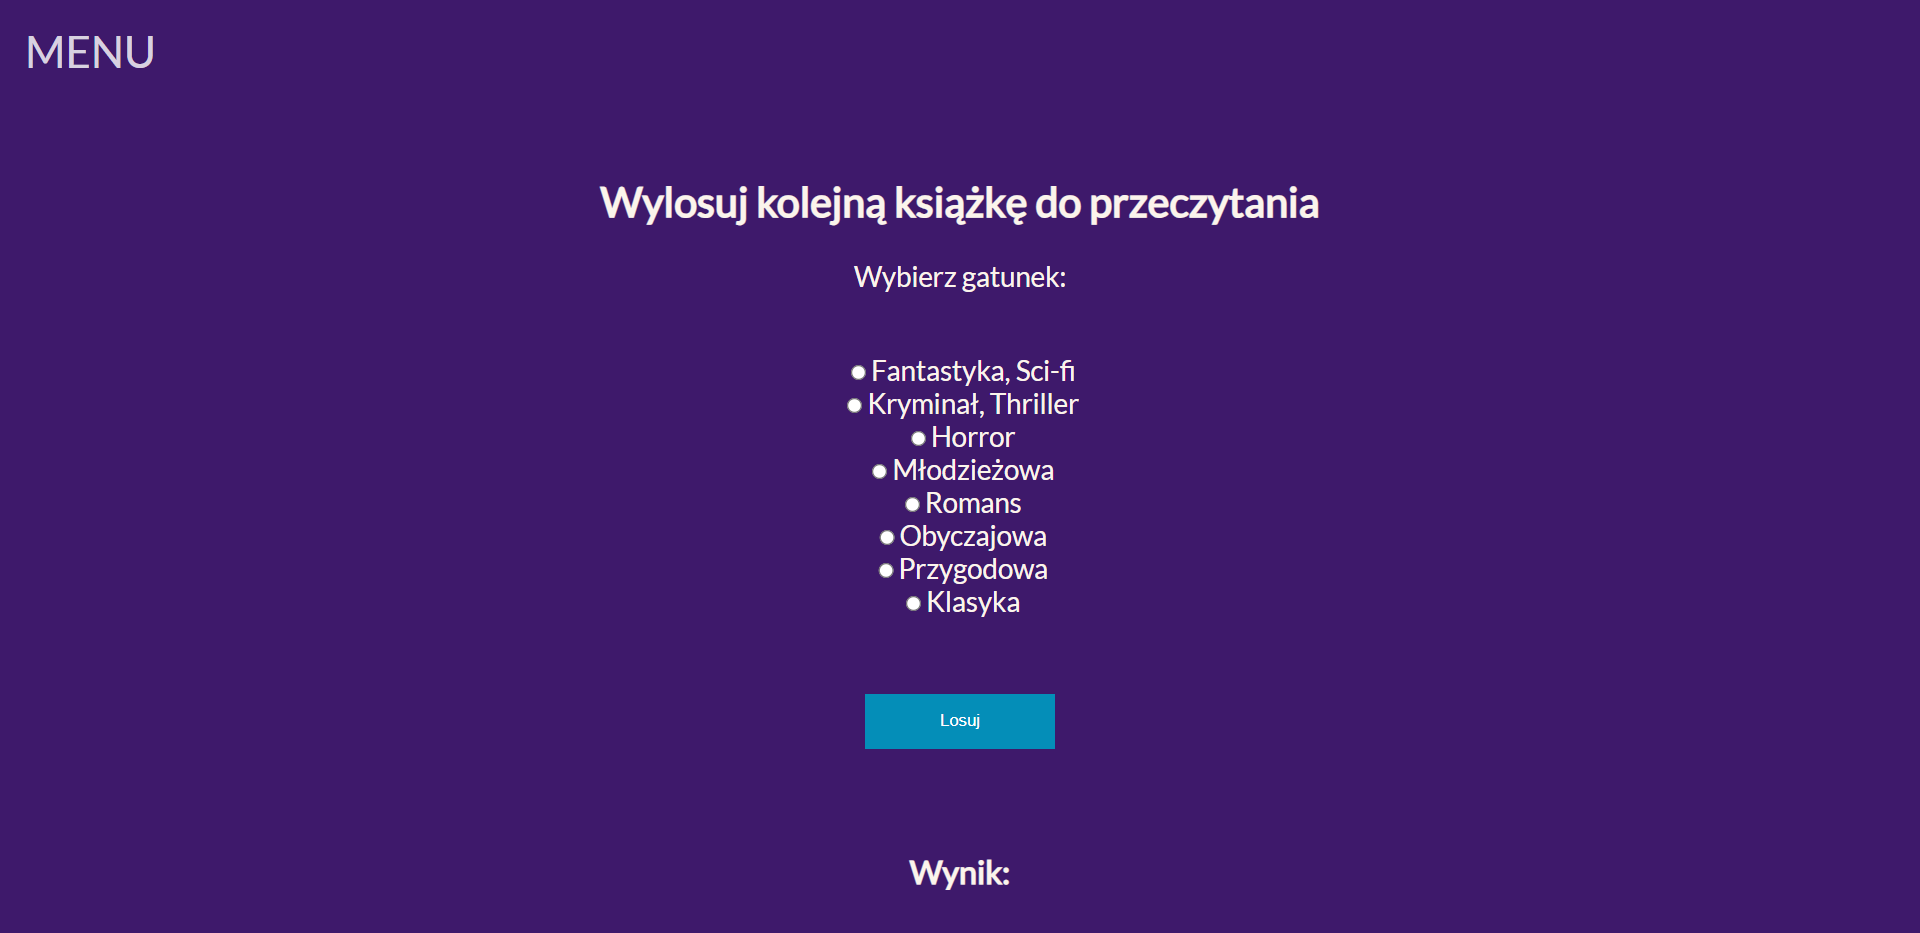 MENU
Wylosuj kolejną książkę do przeczytania
Wybierz gatunek:
Fantastyka, Sci-fi
Kryminał, Thriller
Horror
Młodzieżowa
Romans
Obyczajowa
Przygodowa
Klasyka
Losuj
Wynik: